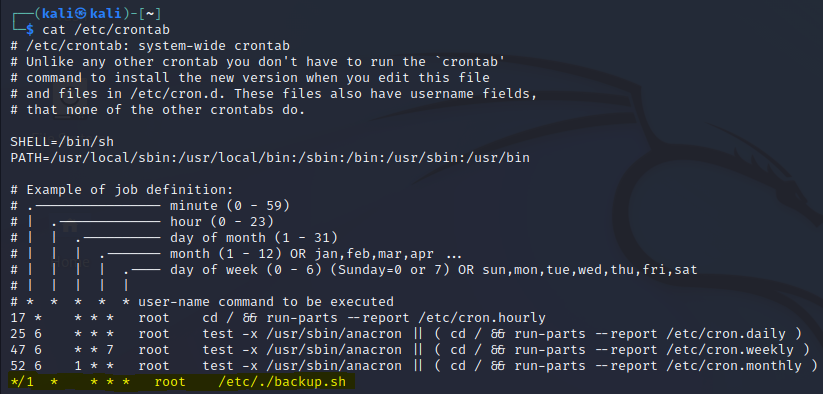 ┌──(kali㉿kali)-[~]
└─$ cat /etc/crontab
# /etc/crontab: system-wide crontab
# Unlike any other crontab you don't have to run the `crontab'
# command to install the new version when you edit this file
# and files in /etc/cron.d. These files also have username fields,
# that none of the other crontabs do.

SHELL=/bin/sh
PATH=/usr/local/sbin:/usr/local/bin:/sbin:/bin:/usr/sbin:/usr/bin

# Example of job definition:
# .---------------- minute (0 - 59)
# |  .------------- hour (0 - 23)
# |  |  .---------- day of month (1 - 31)
# |  |  |  .------- month (1 - 12) OR jan,feb,mar,apr ...
# |  |  |  |  .---- day of week (0 - 6) (Sunday=0 or 7) OR sun,mon,tue,wed,thu,fri,sat
# |  |  |  |  |
# *  *  *  *  * user-name command to be executed
17 *    * * *   root    cd / && run-parts --report /etc/cron.hourly
25 6    * * *   root    test -x /usr/sbin/anacron || ( cd / && run-parts --report /etc/cron.daily )
47 6    * * 7   root    test -x /usr/sbin/anacron || ( cd / && run-parts --report /etc/cron.weekly )
52 6    1 * *   root    test -x /usr/sbin/anacron || ( cd / && run-parts --report /etc/cron.monthly )
*/1  *    * * *   root    /etc/./backup.sh